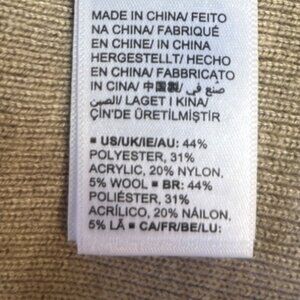 MADE IN CHINA/ FEITO
NA CHINA/ FABRIQUÉ
EN CHINE/ IN CHINA
HERGESTELLT/ HECHO
EN CHINA/ FABBRICATO
IN CINA/ 中国製/ صنع في
الصين/ LAGET I KINA/
ÇİN'DE ÜRETİLMİŞTİR
■ US/UK/IE/AU: 44%
POLYESTER, 31%
ACRYLIC, 20% NYLON,
5% WOOL ■ BR: 44%
POLIÉSTER, 31%
ACRÍLICO, 20% NÁILON,
5% LÃ ■ CA/FR/BE/LU: